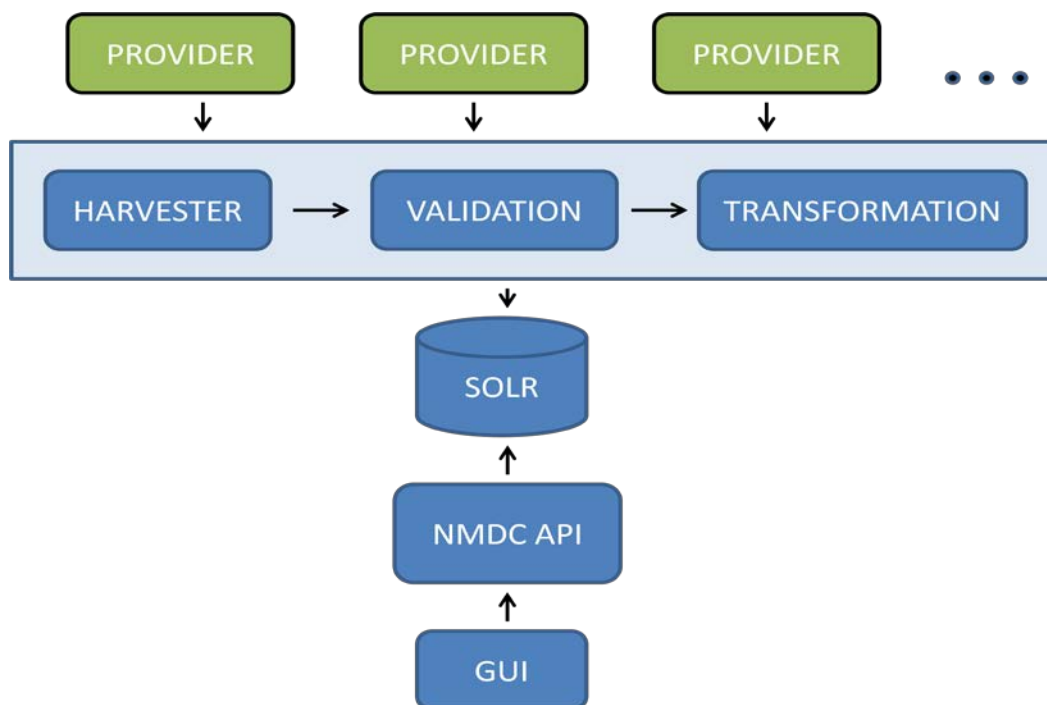 PROVIDER
PROVIDER
PROVIDER
HARVESTER
VALIDATION
TRANSFORMATION
SOLR
NMDC API
GUI